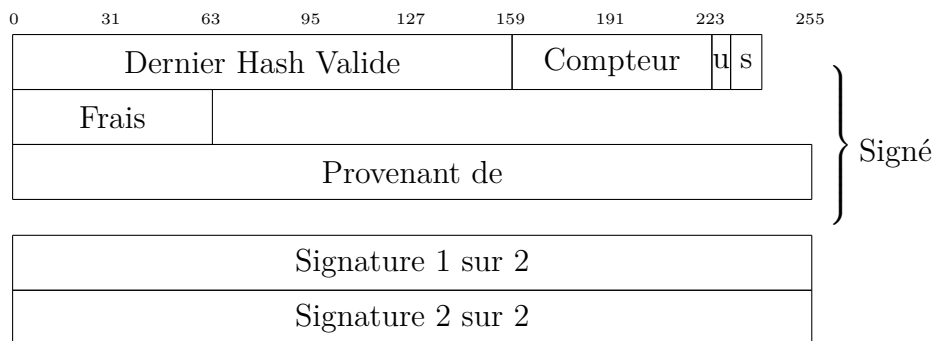 0 31 63 95 127 159 191 223 255
Dernier Hash Valide Compteur u s
Frais
Signé
Provenant de
Signature 1 sur 2
Signature 2 sur 2